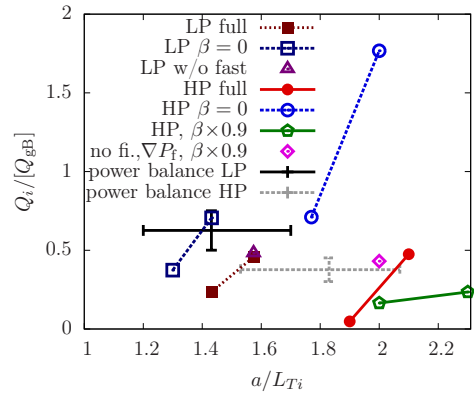 LP full
LP β = 0
LP w/o fast
HP full
HP β = 0
HP, β×0.9
no fi.,∇P_f, β×0.9
power balance LP
power balance HP
Q_i/[Q_gB]
2
1.5
1
0.5
0
1 1.2 1.4 1.6 1.8 2 2.2
a/L_Ti